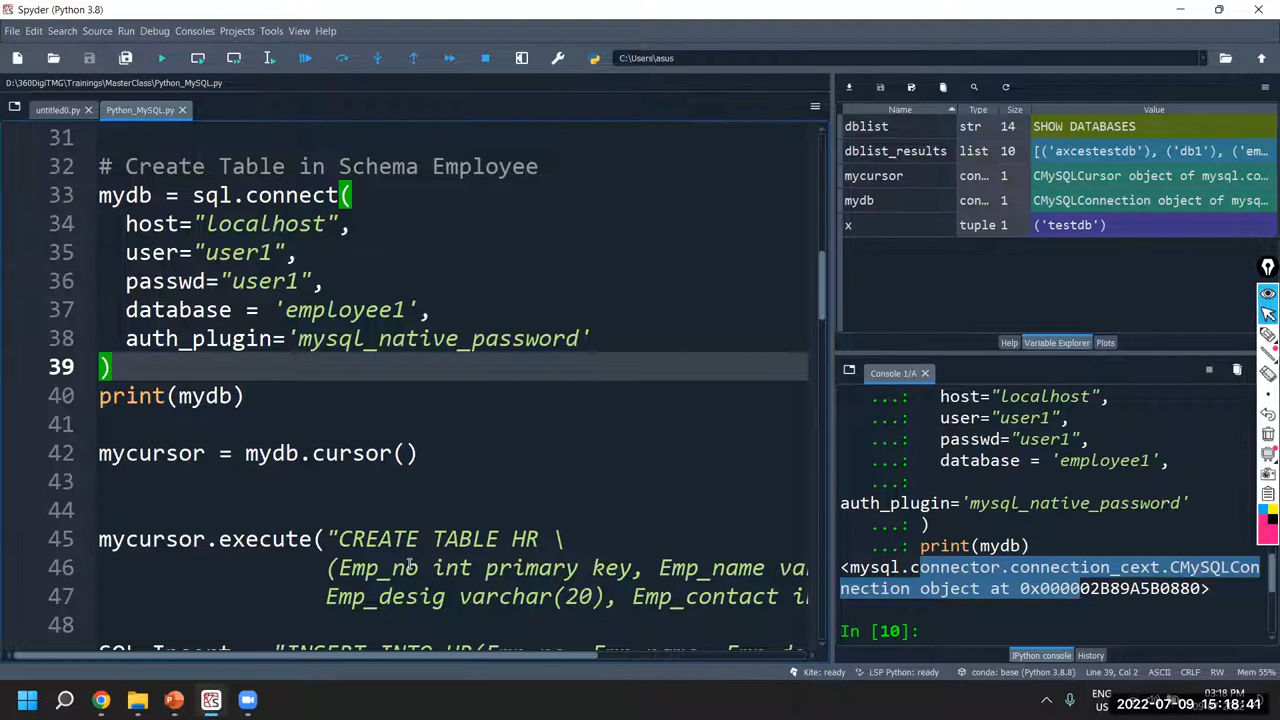 Spyder (Python 3.8)
File Edit Search Source Run Debug Consoles Projects Tools View Help
C:\Users\asus
D:\360DigiTMG\Trainings\MasterClass\Python_MySQL.py
untitled0.py
Python_MySQL.py
31
32 # Create Table in Schema Employee
33 mydb = sql.connect(
34 host="localhost",
35 user="user1",
36 passwd="user1",
37 database = 'employee1',
38 auth_plugin='mysql_native_password'
39 )
40 print(mydb)
41
42 mycursor = mydb.cursor()
43
44
45 mycursor.execute("CREATE TABLE HR \
46 (Emp_no int primary key, Emp_name var
47 Emp_desig varchar(20), Emp_contact i
48
Name Type Size Value
dblist str 14 SHOW DATABASES
dblist_results list 10 [('axcestestdb'), ('db1'), ('em…
mycursor con… 1 CMySQLCursor object of mysql.co…
mydb con… 1 CMySQLConnection object of mysq…
x tuple 1 ('testdb')
Help Variable Explorer Plots
Console 1/A
...: host="localhost",
...: user="user1",
...: passwd="user1",
...: database = 'employee1',
...:
auth_plugin='mysql_native_password'
...: )
...: print(mydb)
<mysql.connector.connection_cext.CMySQLCon
nection object at 0x000002B89A5B0880>
In [10]:
IPython console History
Kite: ready LSP Python: ready conda: base (Python 3.8.8) Line 39, Col 2 ASCII CRLF RW Mem 55%
ENG
US
03:18 PM
2022-07-09 15:18:41